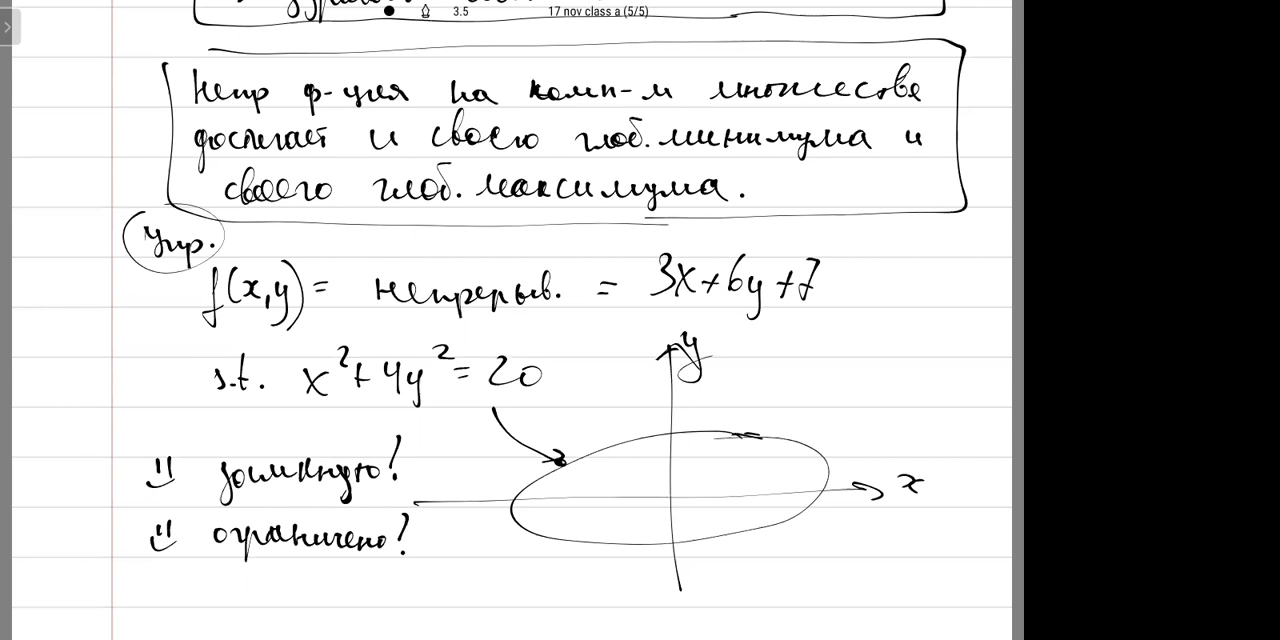 3.5 17 nov class a (5/5)
Непр ф-ция на комп-м множестве
достигает и своего глоб. минимума и
своего глоб. максимума.
Упр.
f(x,y) = непрерыв. = 3x+6y+7
s.t. x²+4y²=20
y
замкнуто!
x
ограничено!